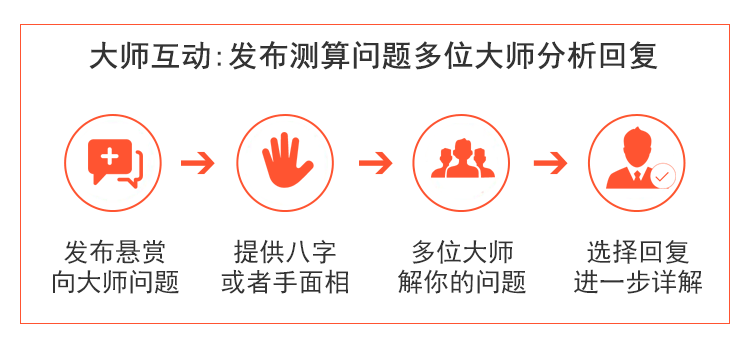 大师互动:发布测算问题多位大师分析回复
发布悬赏
向大师问题
提供八字
或者手面相
多位大师
解你的问题
选择回复
进一步详解